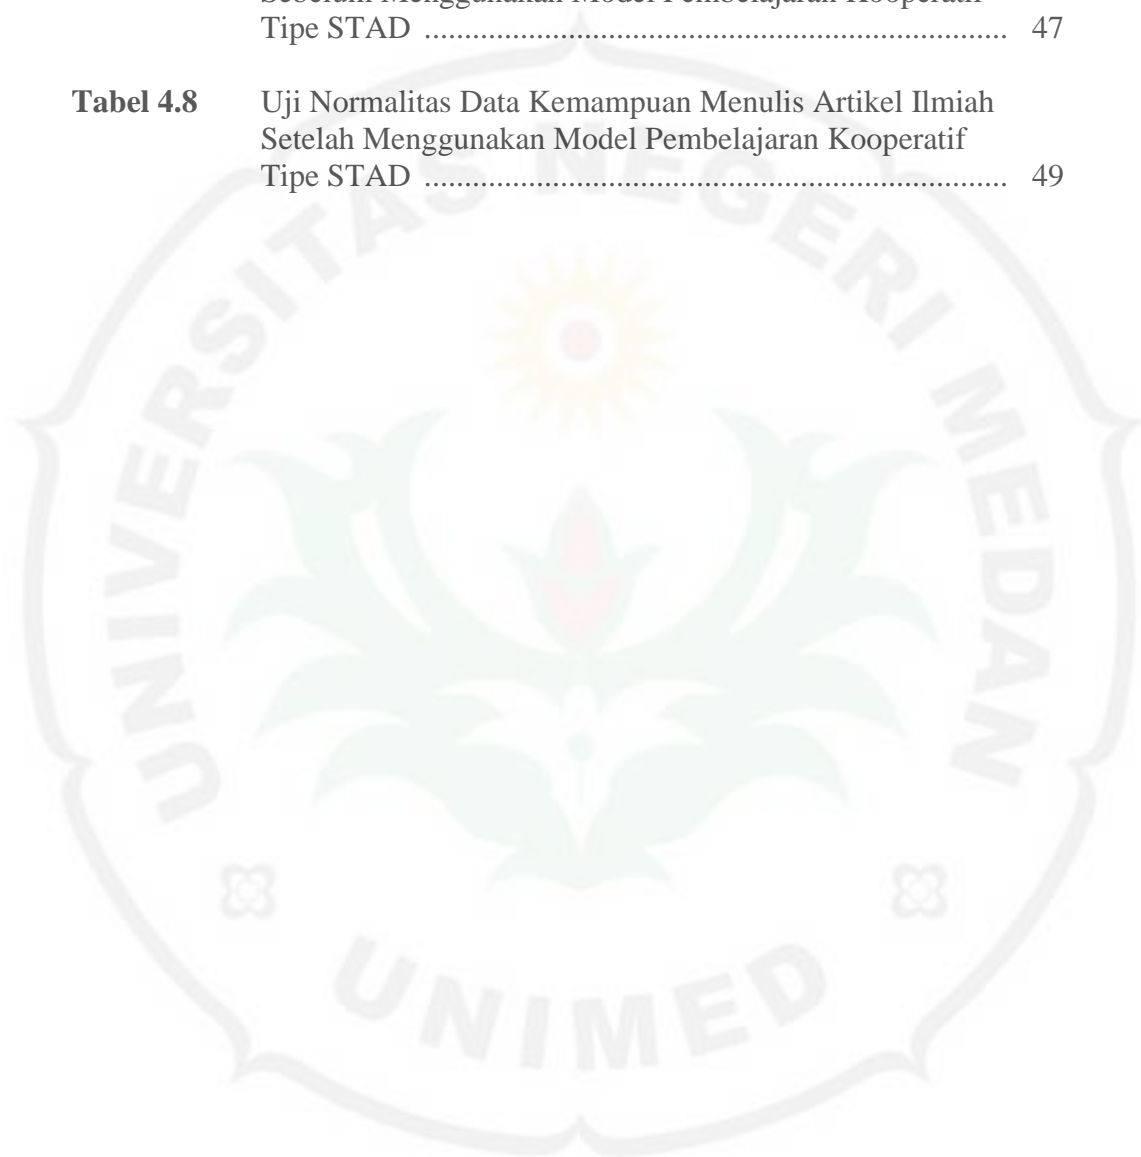 Sebelum Menggunakan Model Pembelajaran Kooperatif
Tipe STAD ........................................................................ 47
Tabel 4.8 Uji Normalitas Data Kemampuan Menulis Artikel Ilmiah
Setelah Menggunakan Model Pembelajaran Kooperatif
Tipe STAD ........................................................................ 49
UNIVERSITAS NEGERI MEDAN
UNIMED